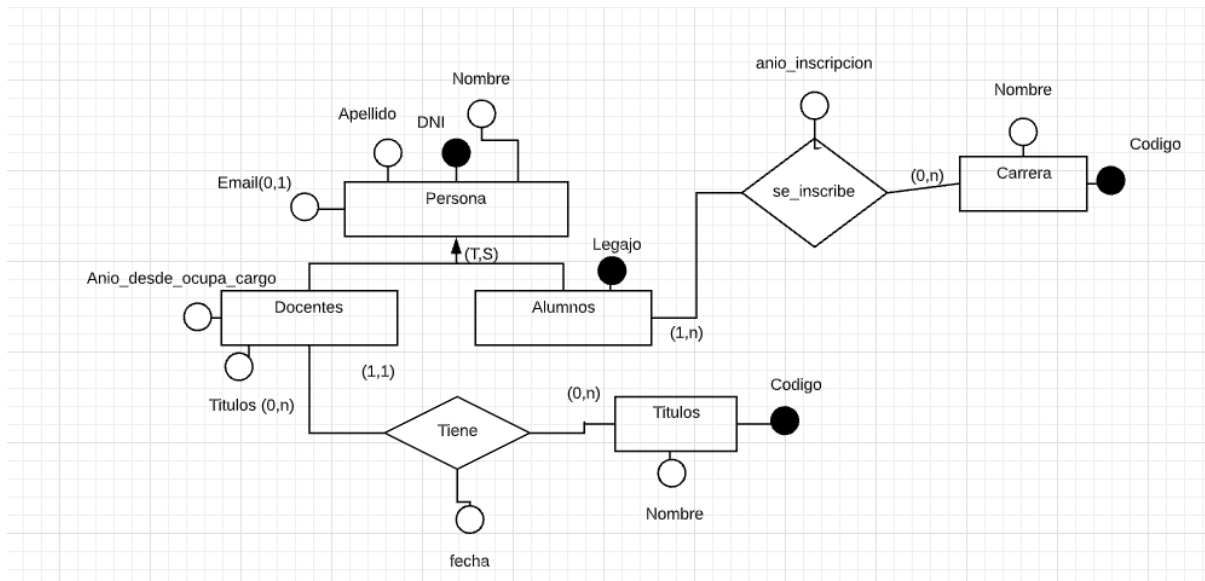 anio_inscripcion
Nombre
Nombre
Apellido
DNI
Codigo
Email(0,1)
Persona
se_inscribe
(0,n)
Carrera
(T,S)
Legajo
Anio_desde_ocupa_cargo
Docentes
Alumnos
(1,n)
(1,1)
Titulos (0,n)
(0,n)
Codigo
Titulos
Tiene
Nombre
fecha